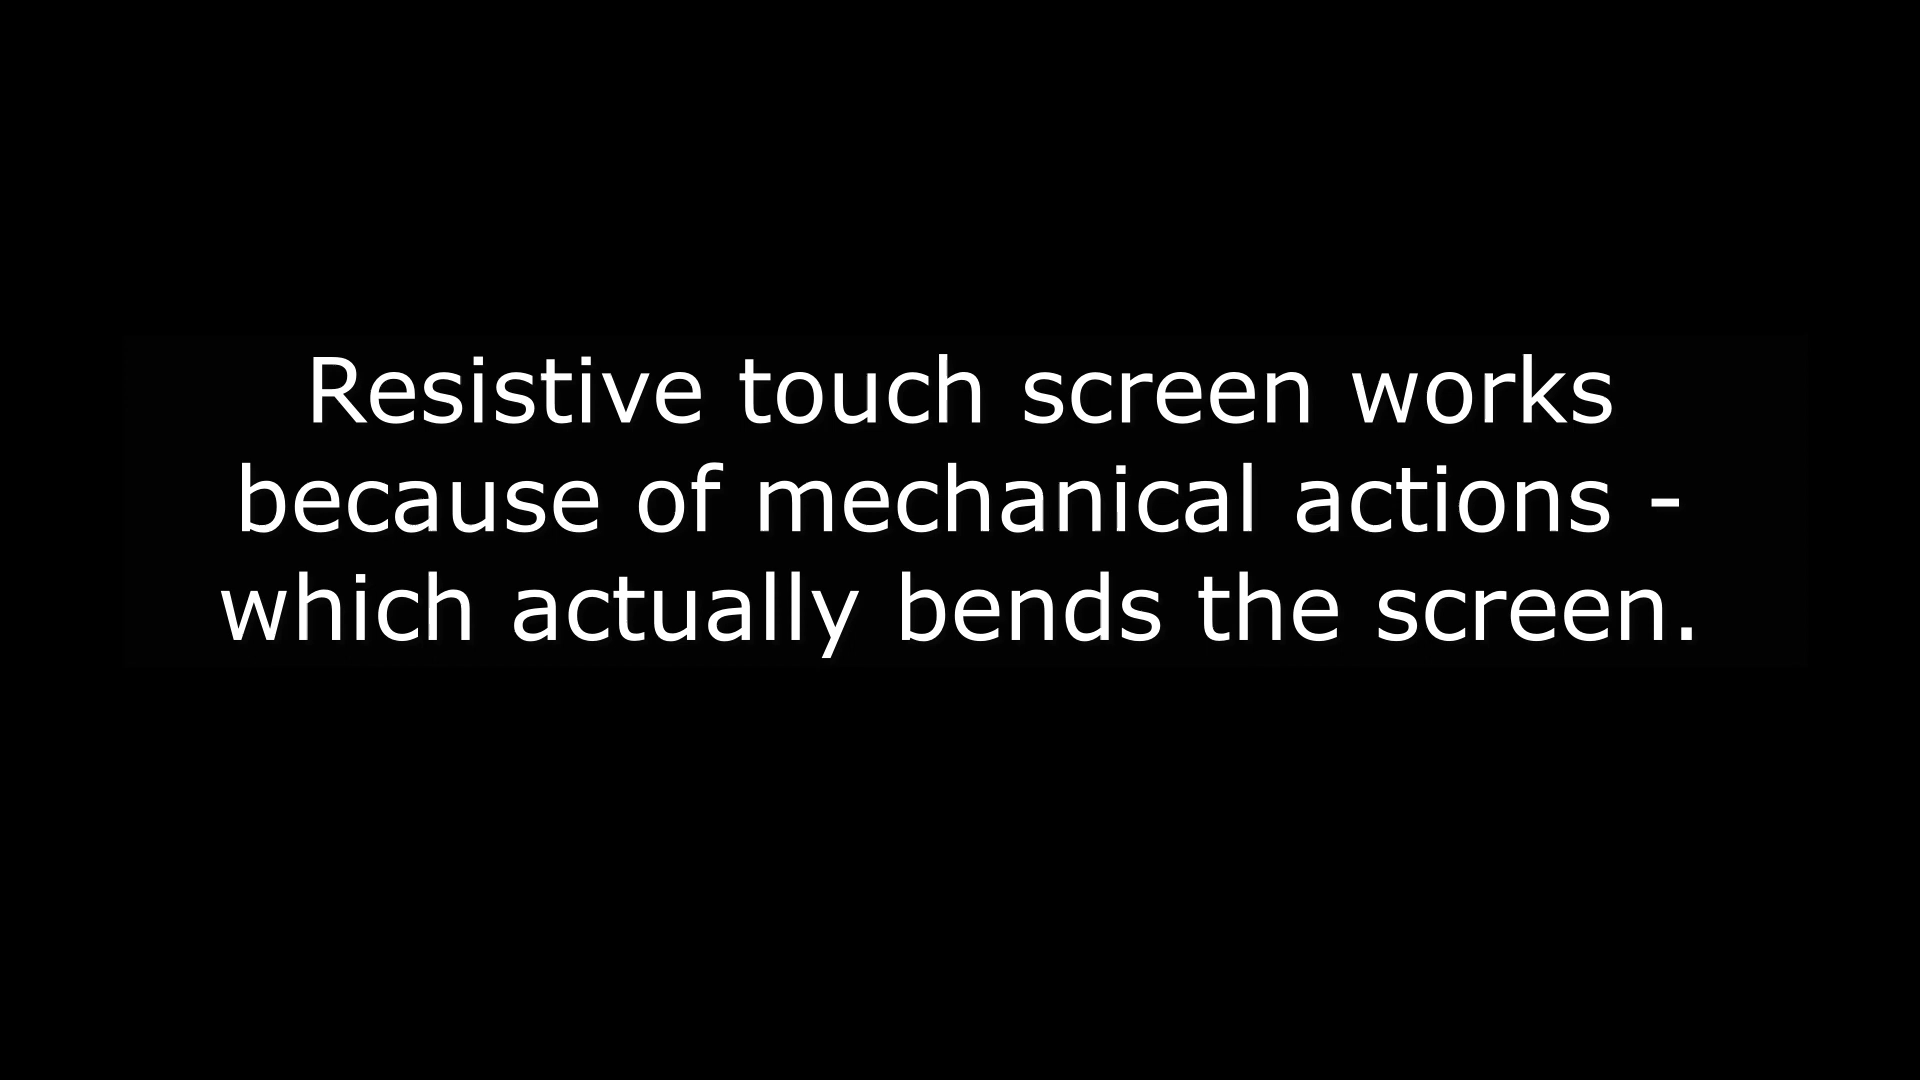 Resistive touch screen works
because of mechanical actions -
which actually bends the screen.